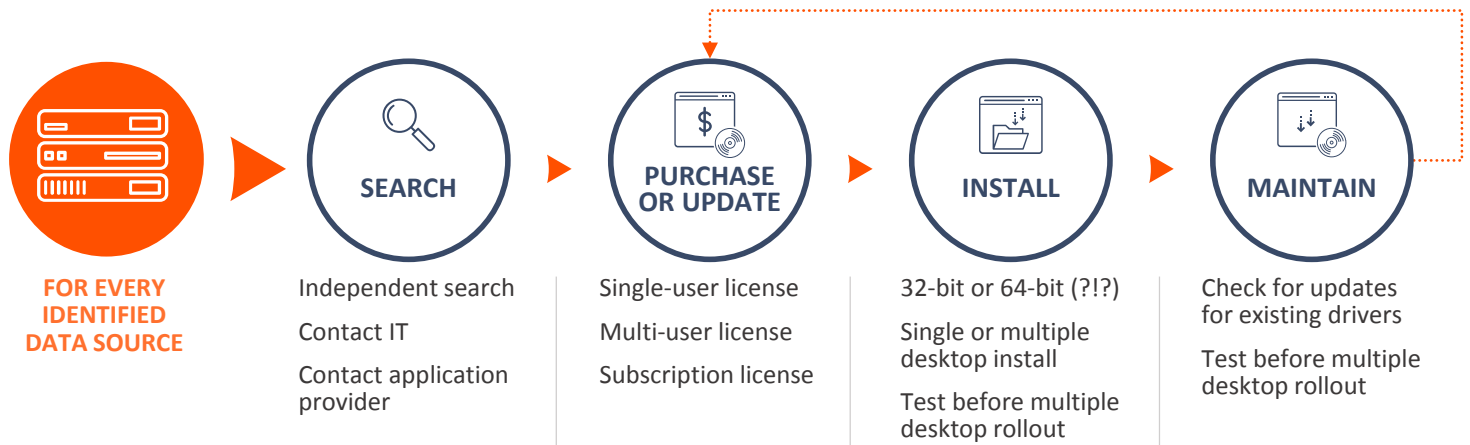 SEARCH
PURCHASE
OR UPDATE
$
INSTALL
MAINTAIN
FOR EVERY
IDENTIFIED
DATA SOURCE
Independent search
Contact IT
Contact application
provider
Single-user license
Multi-user license
Subscription license
32-bit or 64-bit (?!?)
Single or multiple
desktop install
Test before multiple
desktop rollout
Check for updates
for existing drivers
Test before multiple
desktop rollout